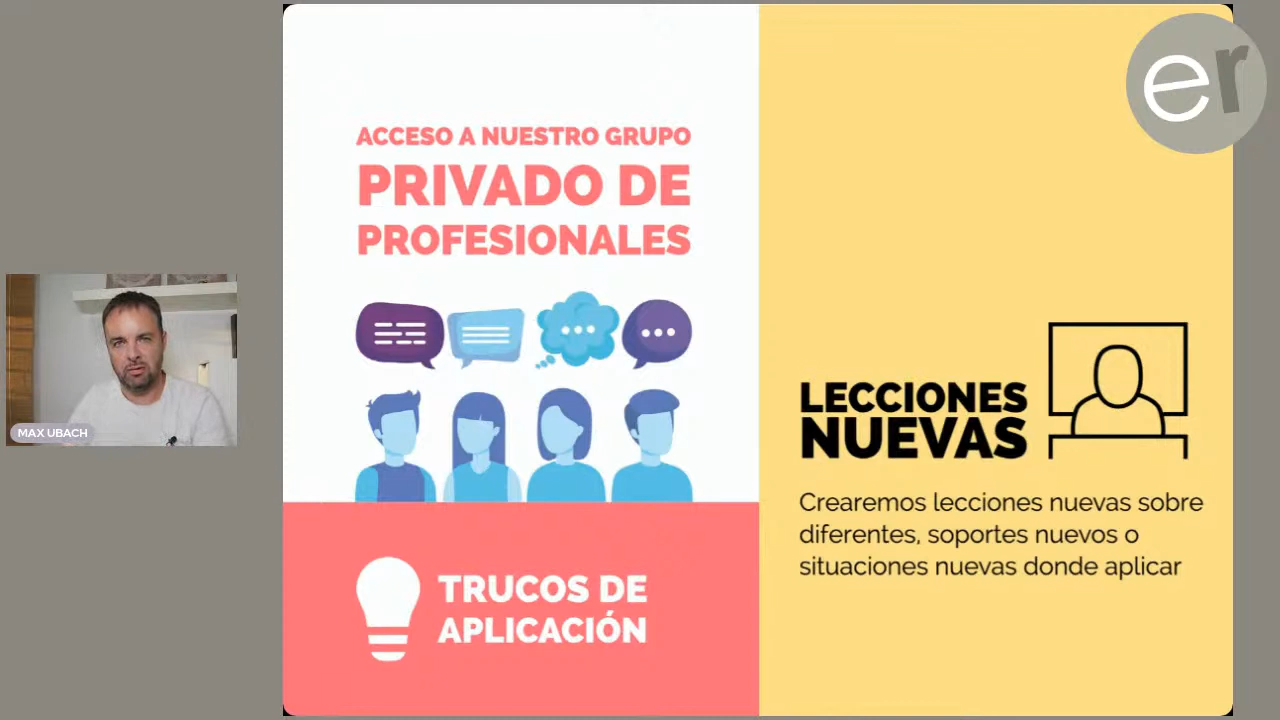 ACCESO A NUESTRO GRUPO
PRIVADO DE
PROFESIONALES
TRUCOS DE
APLICACIÓN
LECCIONES
NUEVAS
Crearemos lecciones nuevas sobre
diferentes, soportes nuevos o
situaciones nuevas donde aplicar
er
MAX UBACH